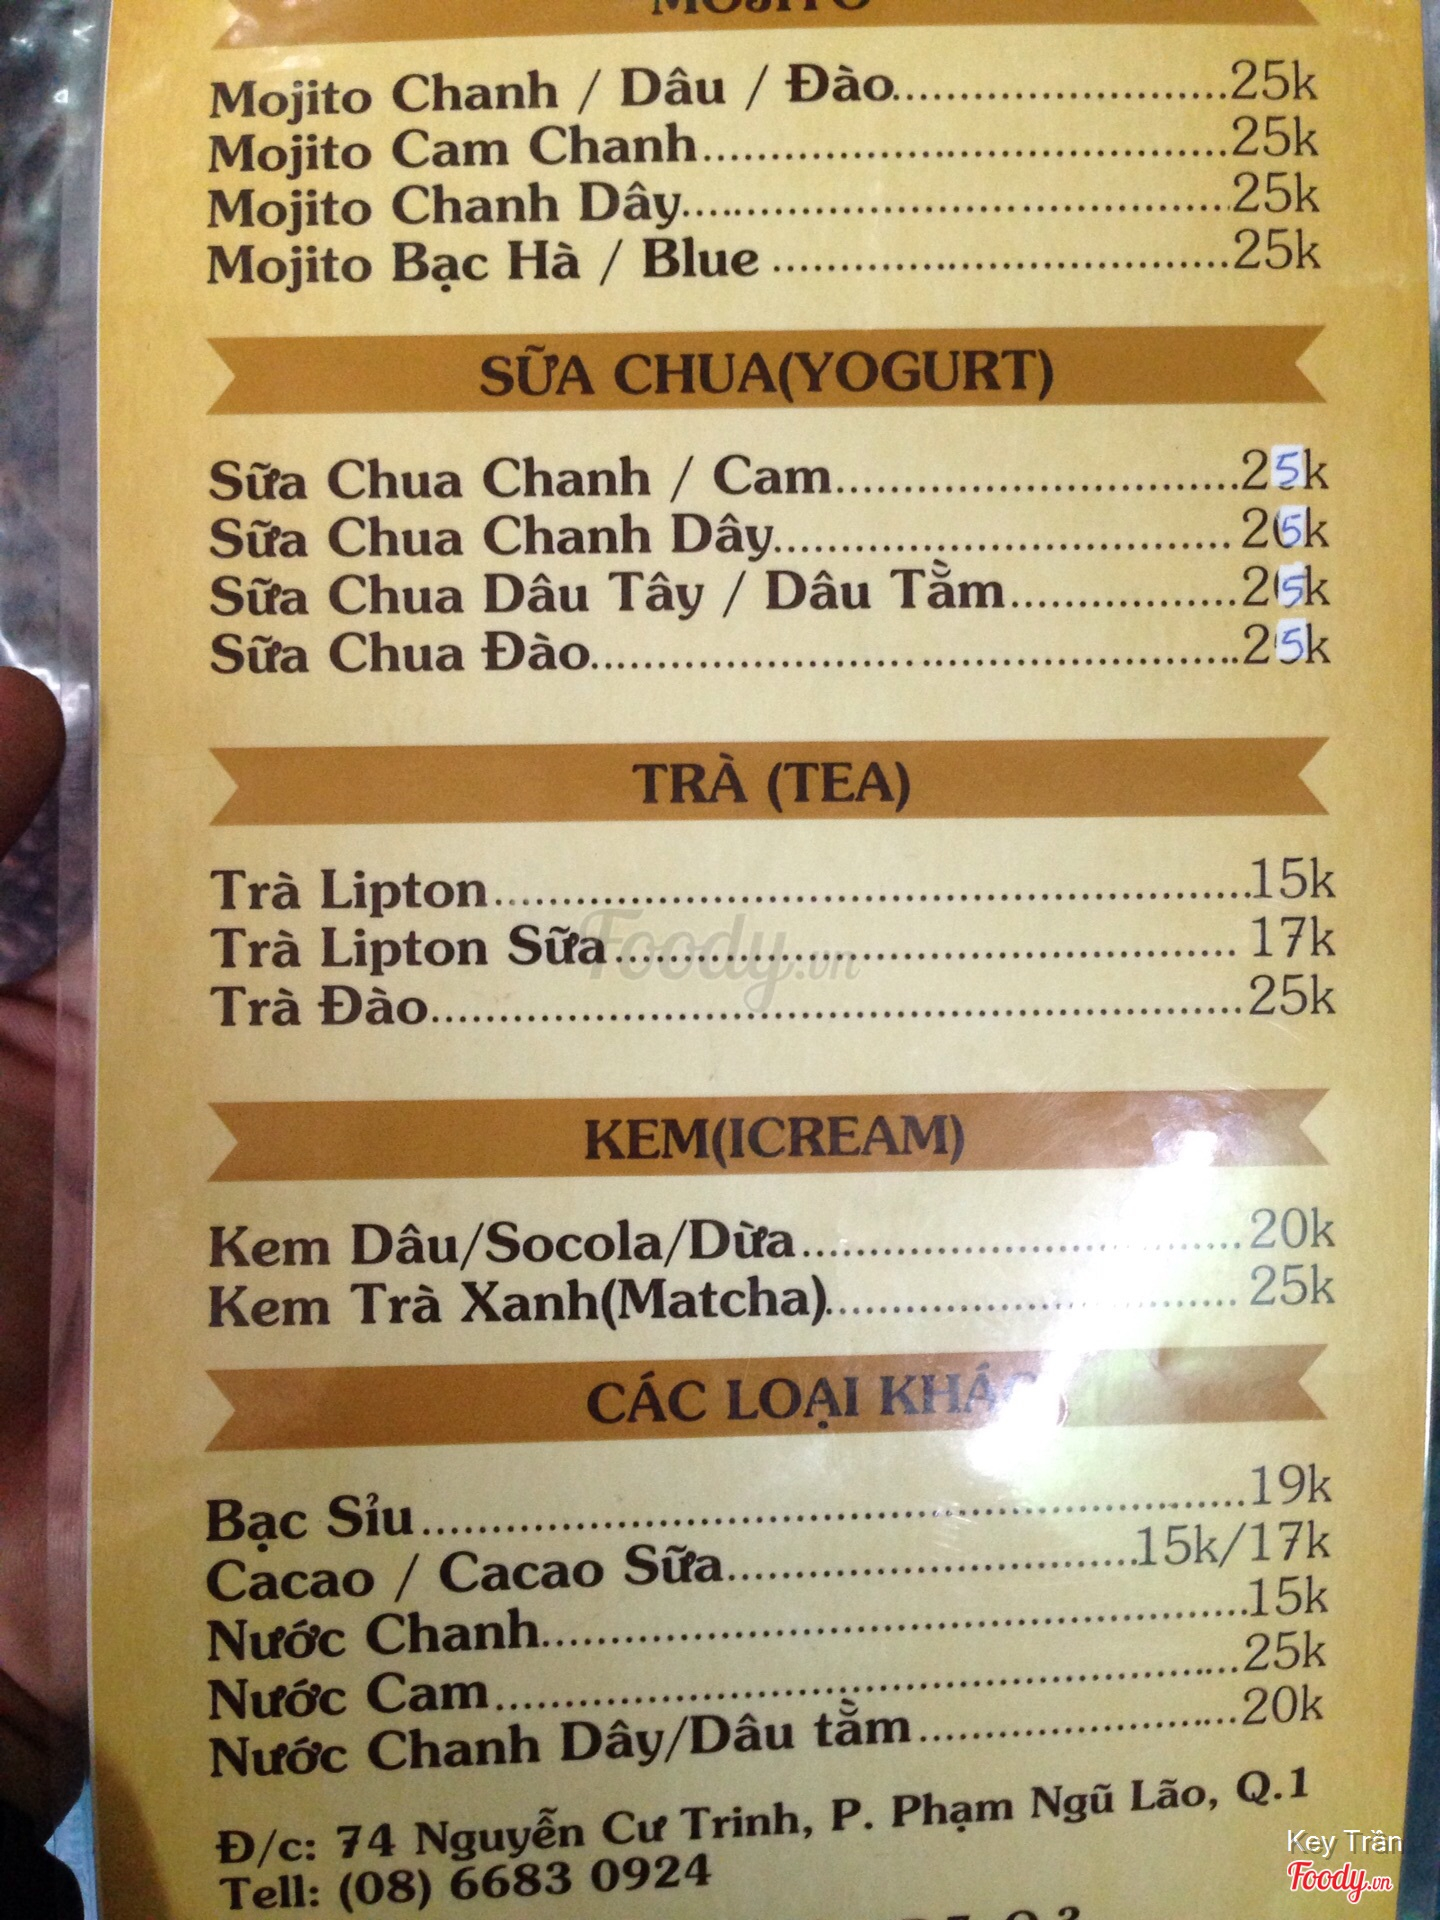 MOJITO
Mojito Chanh / Dâu / Đào..............................25k
Mojito Cam Chanh..............................25k
Mojito Chanh Dây..............................25k
Mojito Bạc Hà / Blue ..............................25k
SỮA CHUA(YOGURT)
Sữa Chua Chanh / Cam..............................25k
Sữa Chua Chanh Dây.............................. 25k
Sữa Chua Dâu Tây / Dâu Tằm..............................25k
Sữa Chua Đào..............................25k
TRÀ (TEA)
Trà Lipton..............................15k
Trà Lipton Sữa.............................. 17k
Trà Đào..............................25k
Foody.vn
KEM(ICREAM)
Kem Dâu/Socola/Dừa..............................20k
Kem Trà Xanh(Matcha).............................. 25k
CÁC LOẠI KHÁC
Bạc Sỉu..............................19k
Cacao / Cacao Sữa..............................15k/17k
Nước Chanh..............................15k
Nước Cam..............................25k
Nước Chanh Dây/Dâu tằm..............................20k
Đ/c: 74 Nguyễn Cư Trinh, P. Phạm Ngũ Lão, Q.1
Tell: (08) 6683 0924
Key Trần
Foody.vn